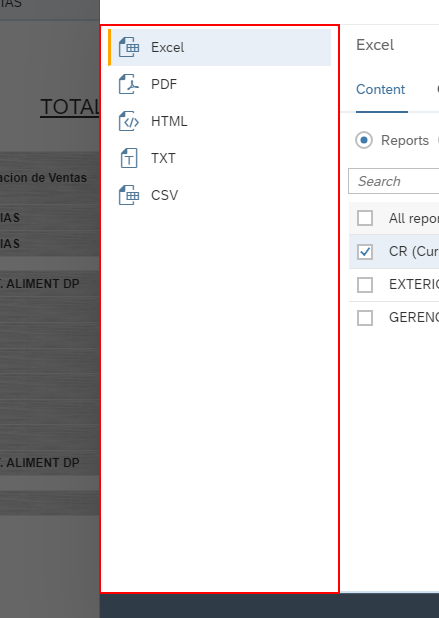 IAS
TOTAL
acion de Ventas
IAS
IAS
. ALIMENT DP
. ALIMENT DP
Excel
PDF
HTML
TXT
CSV
Excel
Content
Reports
Search
All repor
CR (Cur
EXTERIO
GERENC